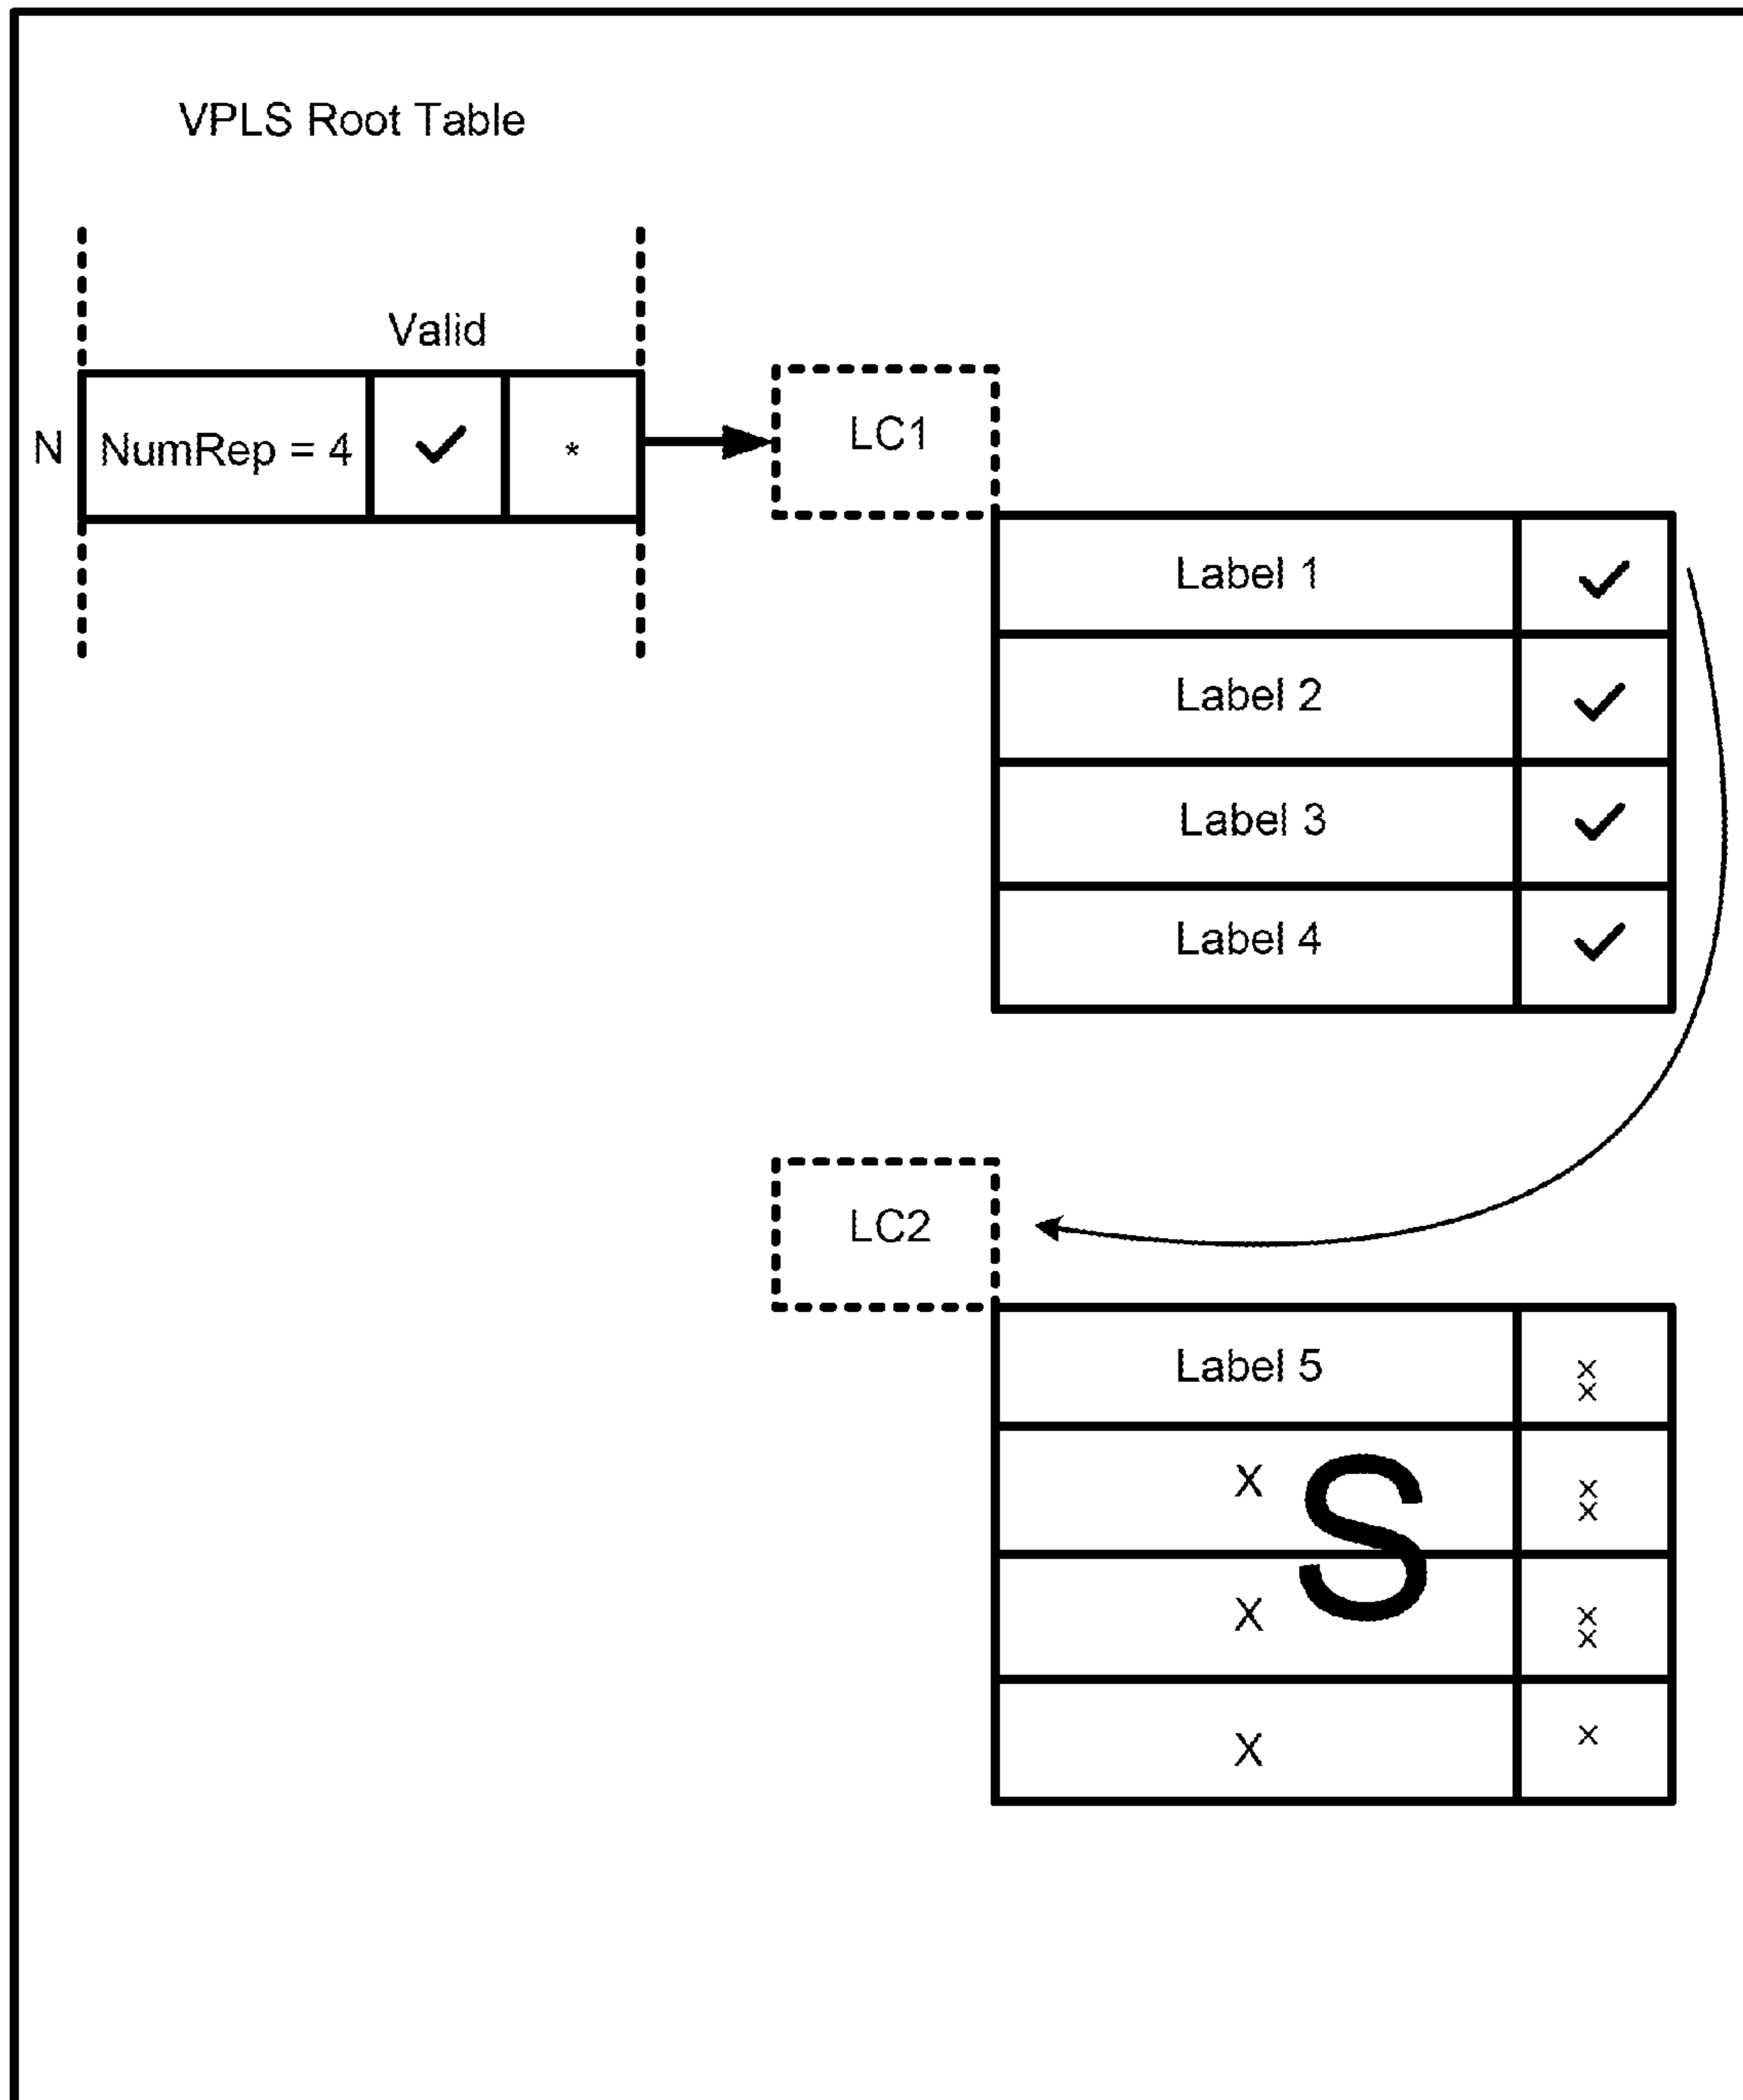 VPLS Root Table
Valid
N NumRep = 4 ✓ *
LC1
Label 1 ✓
Label 2 ✓
Label 3 ✓
Label 4 ✓
LC2
Label 5 x
x
X x
x
S
X x
x
X x